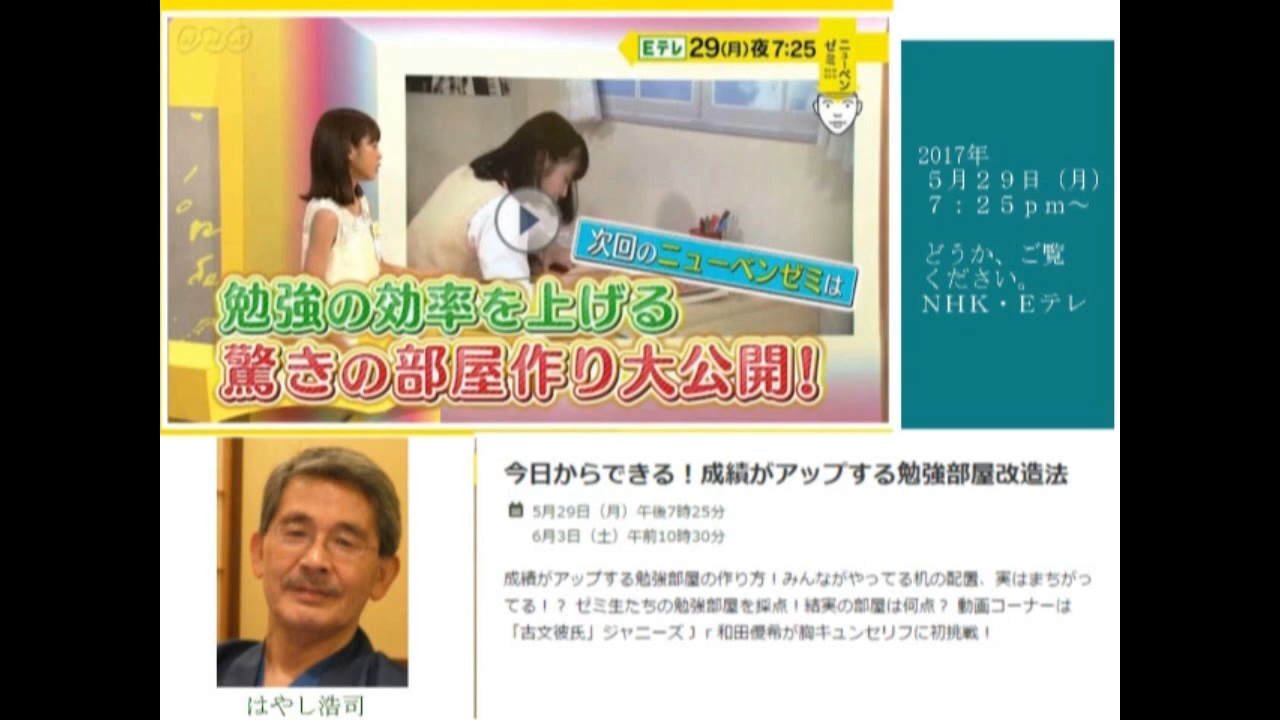 NHK
Eテレ 29(月)夜7:25
ニューベン
ゼミ
次回のニューベンゼミは
勉強の効率を上げる
驚きの部屋作り大公開!
2017年
5月29日(月)
7:25pm~
どうか、ご覧
ください。
NHK・Eテレ
はやし浩司
今日からできる!成績がアップする勉強部屋改造法
5月29日(月)午後7時25分
6月3日(土)午前10時30分
成績がアップする勉強部屋の作り方!みんながやってる机の配置、実はまちがっ
てる!? ゼミ生たちの勉強部屋を採点!結実の部屋は何点? 動画コーナーは
「古文彼氏」ジャニーズJr和田優希が胸キュンセリフに初挑戦!